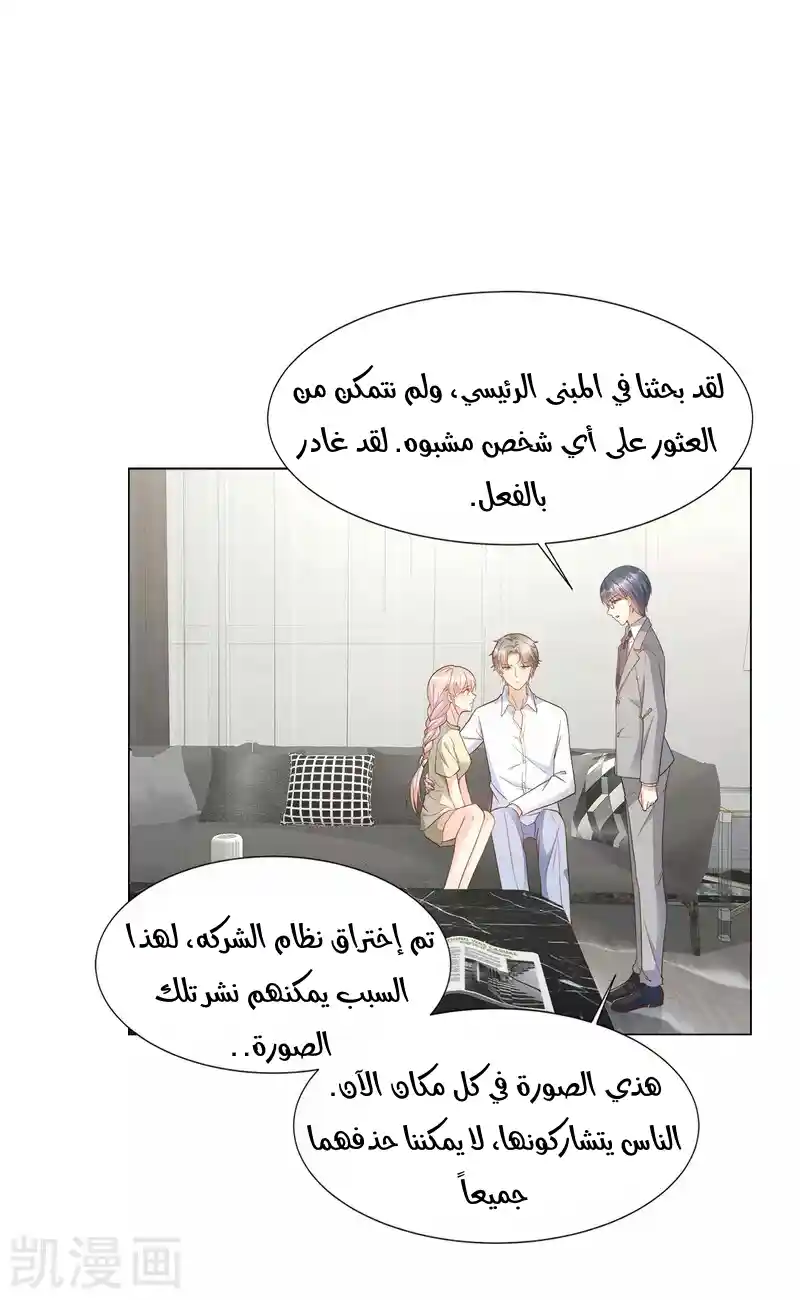 لقد بحثنا في المبنى الرئيسي، ولم نتمكن من
العثور على أي شخص مشبوه. لقد غادر
بالفعل.
تم إختراق نظام الشركه، لهذا
السبب يمكنهم نشر تلك
الصورة..
هذي الصورة في كل مكان الآن.
الناس يتشاركونها، لا يمكننا حذفهما
جميعاً
凯漫画